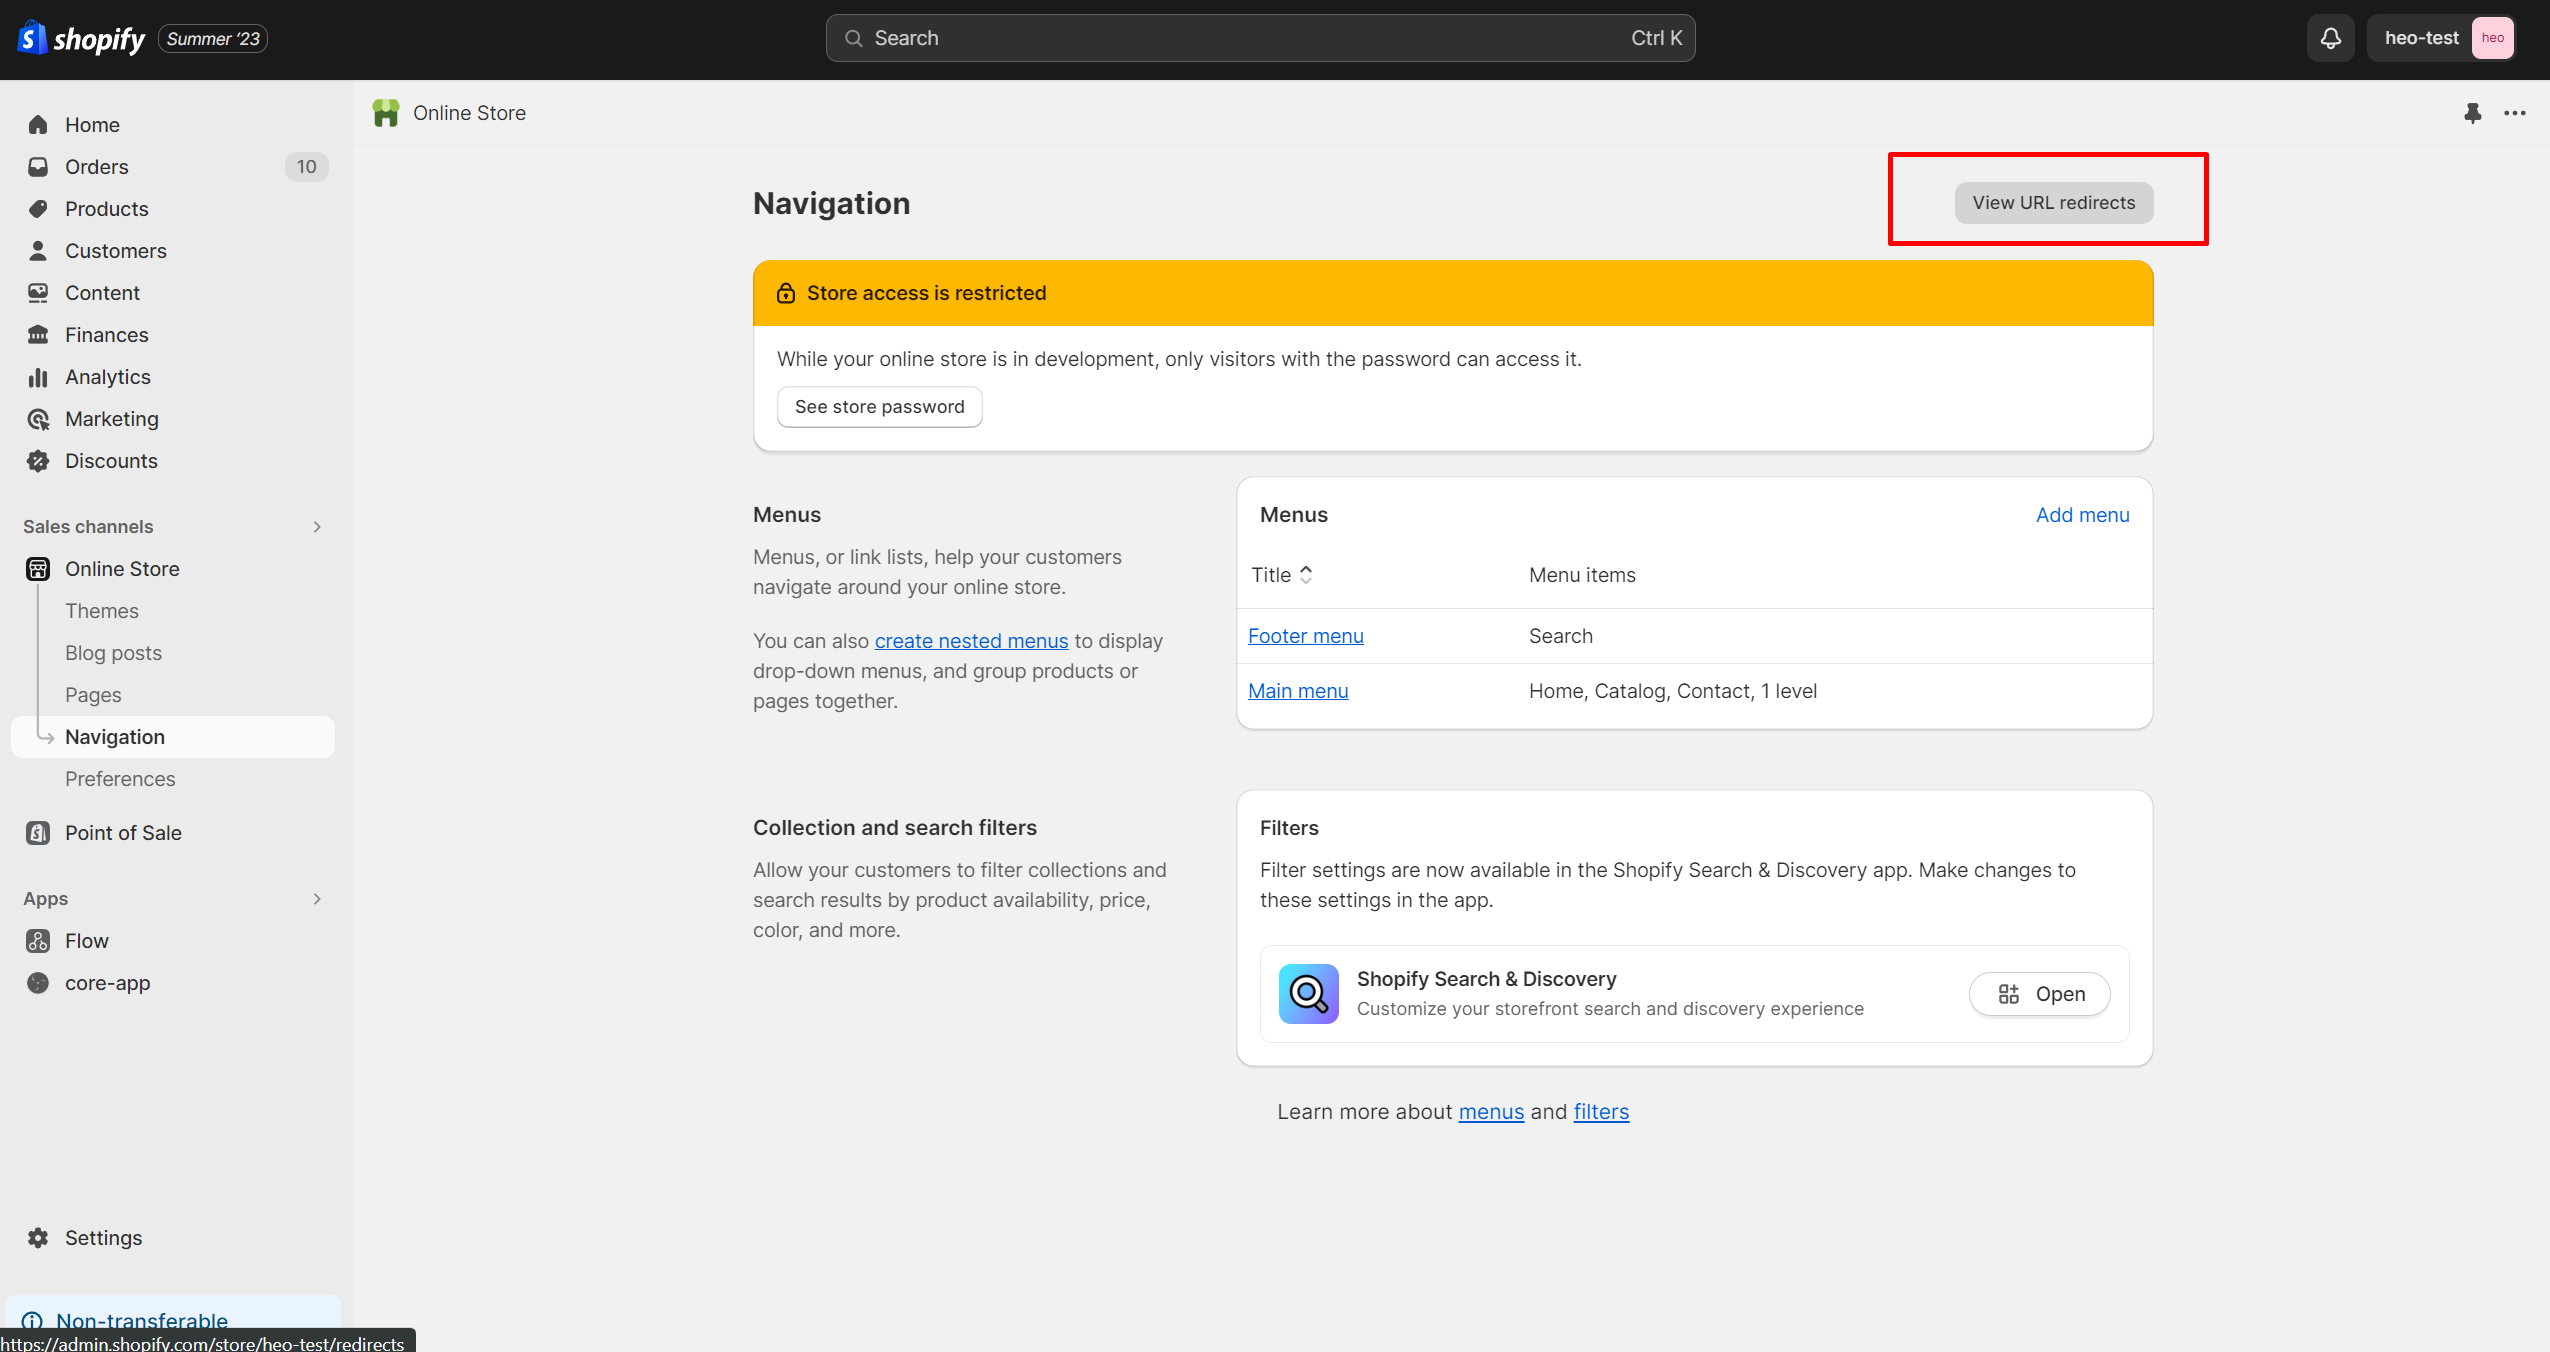 shopify Summer '23
Search Ctrl K
heo-test heo
Home
Orders 10
Products
Customers
Content
Finances
Analytics
Marketing
Discounts
Sales channels
Online Store
Themes
Blog posts
Pages
Navigation
Preferences
Point of Sale
Apps
Flow
core-app
Settings
Non-transferable
https://admin.shopify.com/store/heo-test/redirects
Online Store
Navigation
View URL redirects
Store access is restricted
While your online store is in development, only visitors with the password can access it.
See store password
Menus
Menus, or link lists, help your customers
navigate around your online store.
You can also create nested menus to display
drop-down menus, and group products or
pages together.
Menus Add menu
Title Menu items
Footer menu Search
Main menu Home, Catalog, Contact, 1 level
Collection and search filters
Allow your customers to filter collections and
search results by product availability, price,
color, and more.
Filters
Filter settings are now available in the Shopify Search & Discovery app. Make changes to
these settings in the app.
Shopify Search & Discovery
Customize your storefront search and discovery experience
Open
Learn more about menus and filters